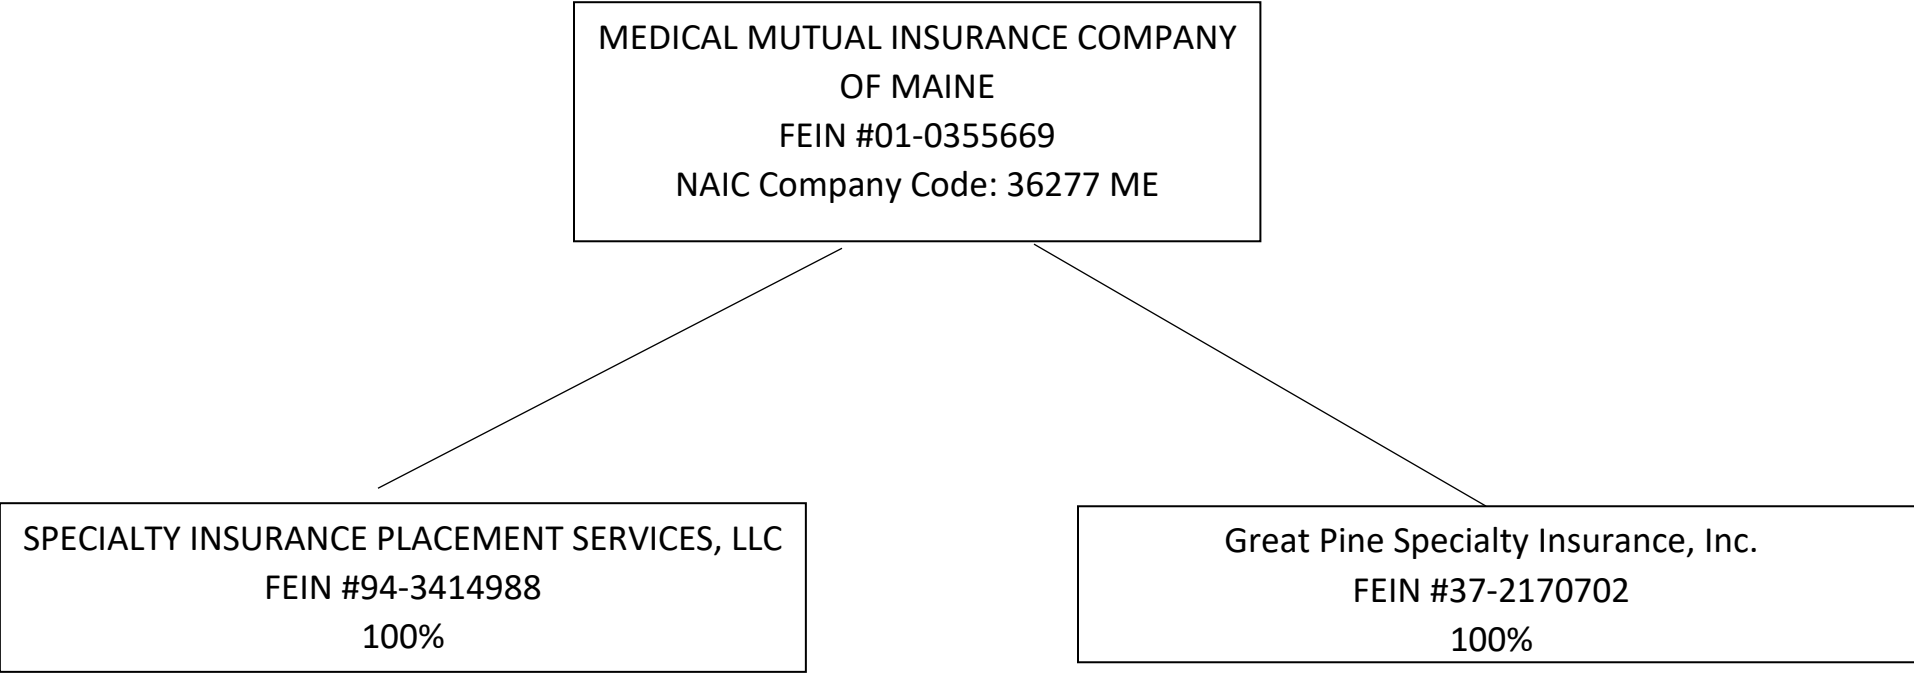 MEDICAL MUTUAL INSURANCE COMPANY
OF MAINE
FEIN #01-0355669
NAIC Company Code: 36277 ME
SPECIALTY INSURANCE PLACEMENT SERVICES, LLC
FEIN #94-3414988
100%
Great Pine Specialty Insurance, Inc.
FEIN #37-2170702
100%